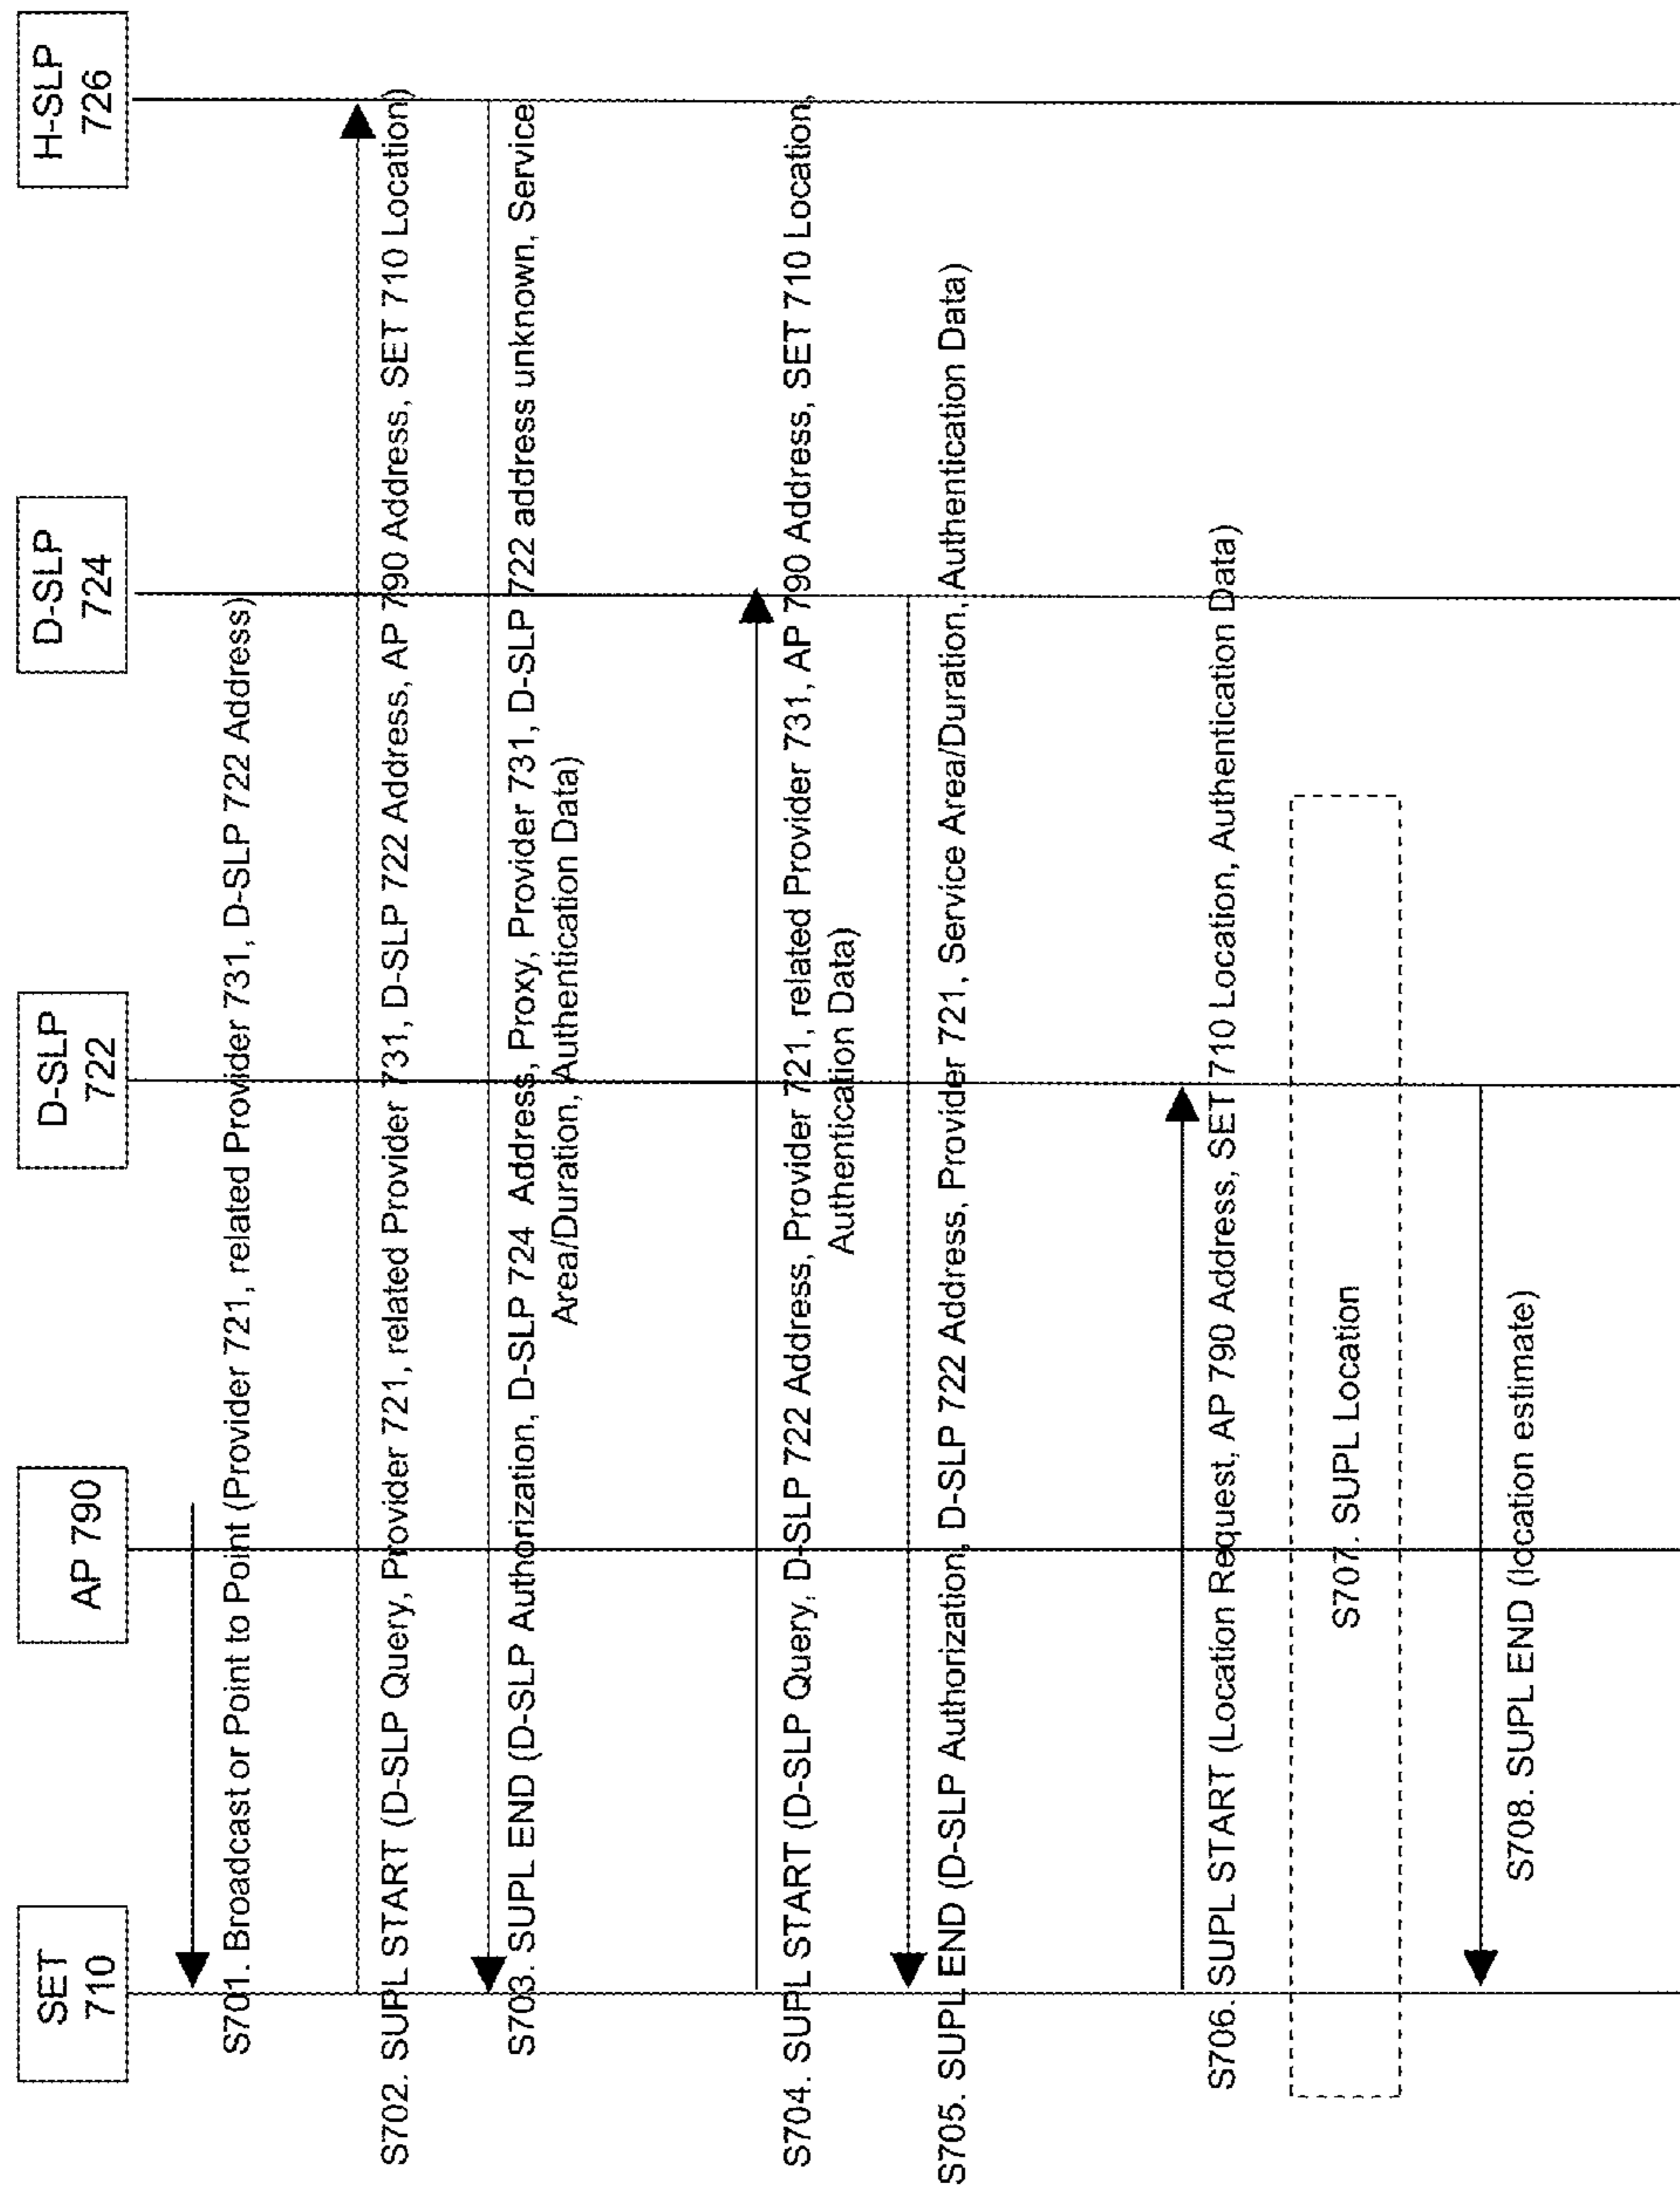 SET
710
AP 790
D-SLP
722
D-SLP
724
H-SLP
726
S701. Broadcast or Point to Point (Provider 721, related Provider 731, D-SLP 722 Address)
S702. SUPL START (D-SLP Query, Provider 721, related Provider 731, D-SLP 722 Address, AP 790 Address, SET 710 Location)
S703. SUPL END (D-SLP Authorization, D-SLP 724 Address, Proxy, Provider 731, D-SLP 722 address unknown, Service
Area/Duration, Authentication Data)
S704. SUPL START (D-SLP Query, D-SLP 722 Address, Provider 721, related Provider 731, AP 790 Address, SET 710 Location,
Authentication Data)
S705. SUPL END (D-SLP Authorization, D-SLP 722 Address, Provider 721, Service Area/Duration, Authentication Data)
S706. SUPL START (Location Request, AP 790 Address, SET 710 Location, Authentication Data)
S707. SUPL Location
S708. SUPL END (location estimate)